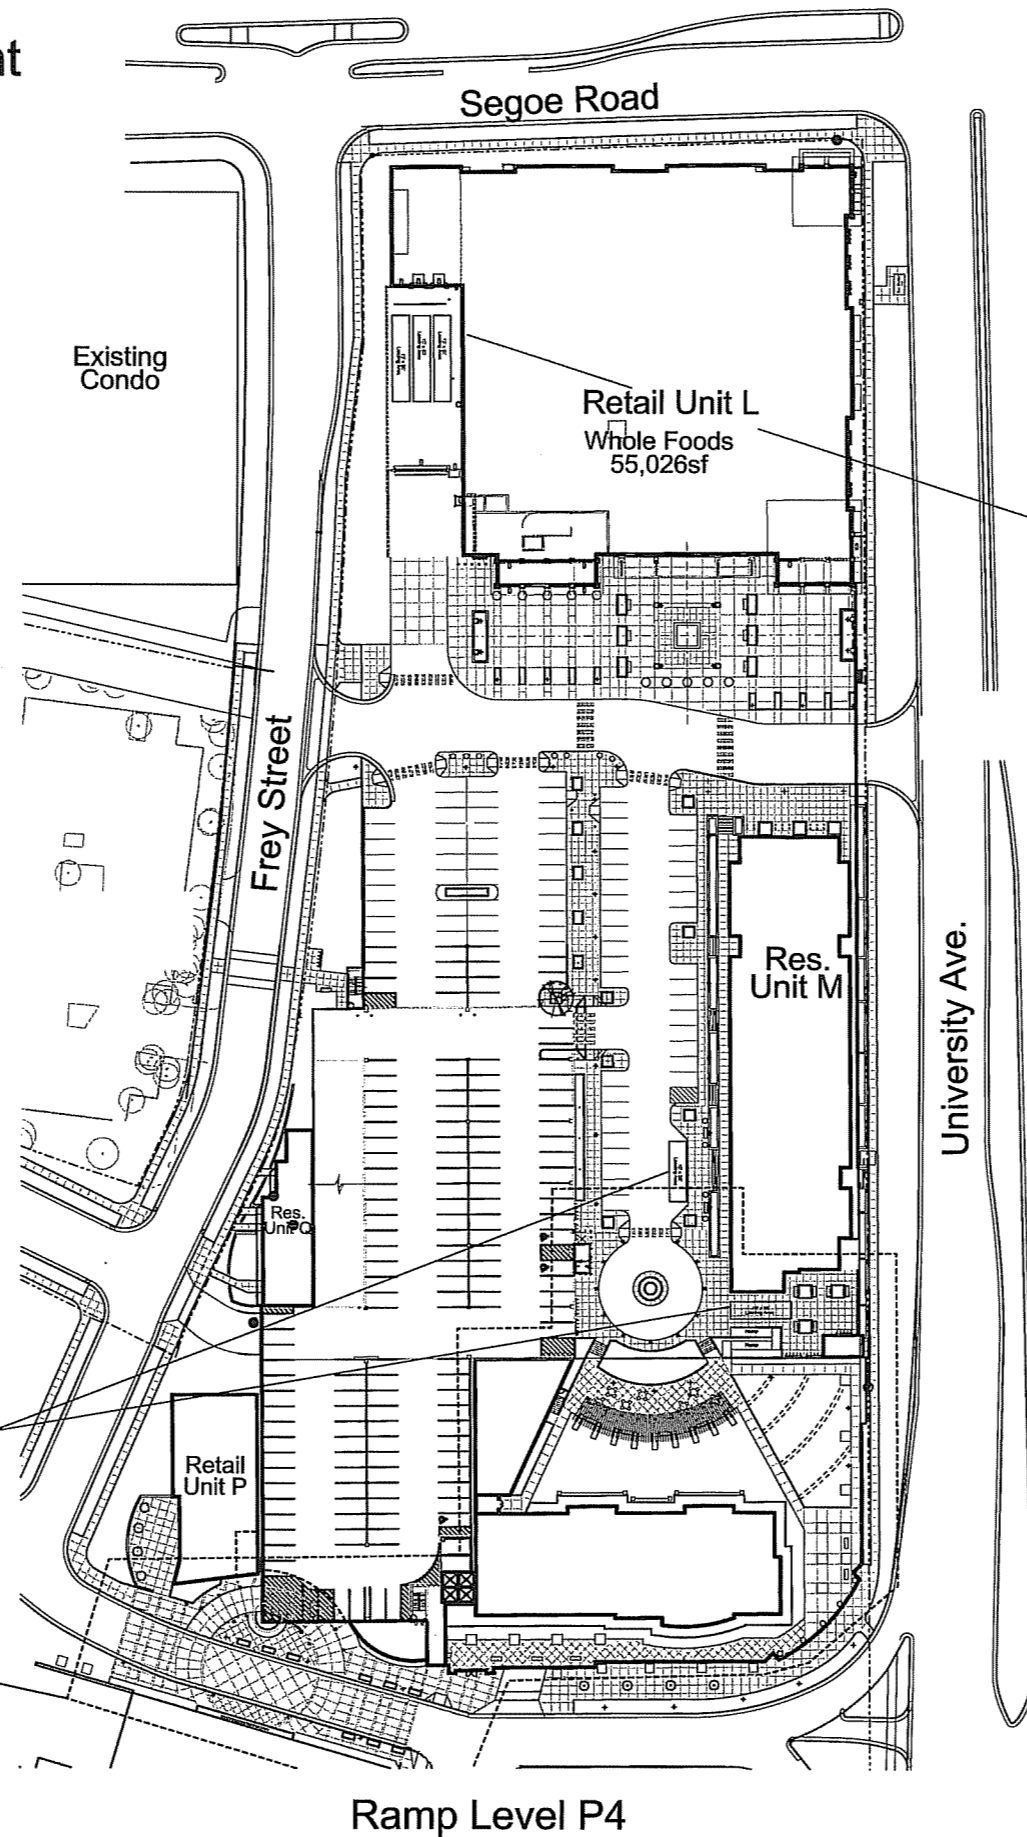 nt
Segoe Road
Existing
Condo
Retail Unit L
Whole Foods
55,026sf
Frey Street
Res.
Unit M
University Ave.
Res.
Unit Q
Retail
Unit P
Ramp Level P4